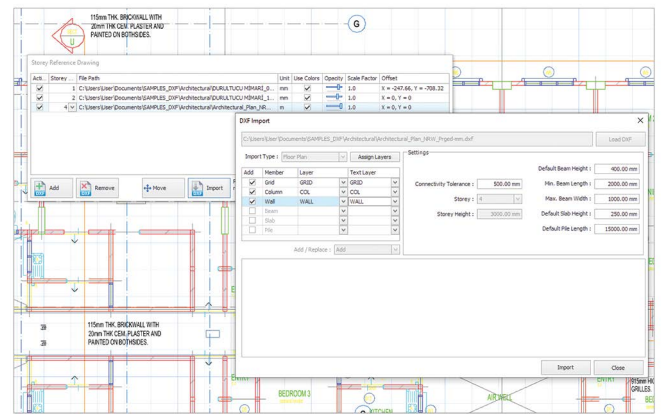 115mm THK. BRICKWALL WITH
20mm THK CEM. PLASTER AND
PAINTED ON BOTHSIDES.
G
Storey Reference Drawing
Acti... Storey ... File Path Unit Use Colors Opacity Scale Factor Offset
1 C:\Users\User\Documents\SAMPLES_DXF\Architectural\DURULTUCU MIMARI_0... mm 1.0 X = -247.66, Y = -708.32
2 C:\Users\User\Documents\SAMPLES_DXF\Architectural\DURULTUCU MIMARI_1... mm 1.0 X = 0, Y = 0
4 C:\Users\User\Documents\SAMPLES_DXF\Architectural\Architectural_Plan_NR... m 1.0 X = 0, Y = 0
Add Remove Move Import
DXF Import
C:\Users\User\Documents\SAMPLES_DXF\Architectural\Architectural_Plan_NRW_Prged-mm.dxf Load DXF
Import Type : Floor Plan Assign Layers
Add Member Layer Text Layer
Grid GRID GRID
Column COL COL
Wall WALL WALL
Beam
Slab
Pile
Add / Replace : Add
Settings
Connectivity Tolerance : 500.00 mm
Storey : 4
Storey Height : 3000.00 mm
Default Beam Height : 400.00 mm
Min. Beam Length : 2000.00 mm
Max. Beam Width : 1000.00 mm
Default Slab Height : 250.00 mm
Default Pile Length : 15000.00 mm
Import Close
115mm THK. BRICKWALL WITH
20mm THK CEM. PLASTER AND
PAINTED ON BOTHSIDES.
ENTRY
BEDROOM 3
KITCHEN
AIR WELL
ENTRY
GRILLES.